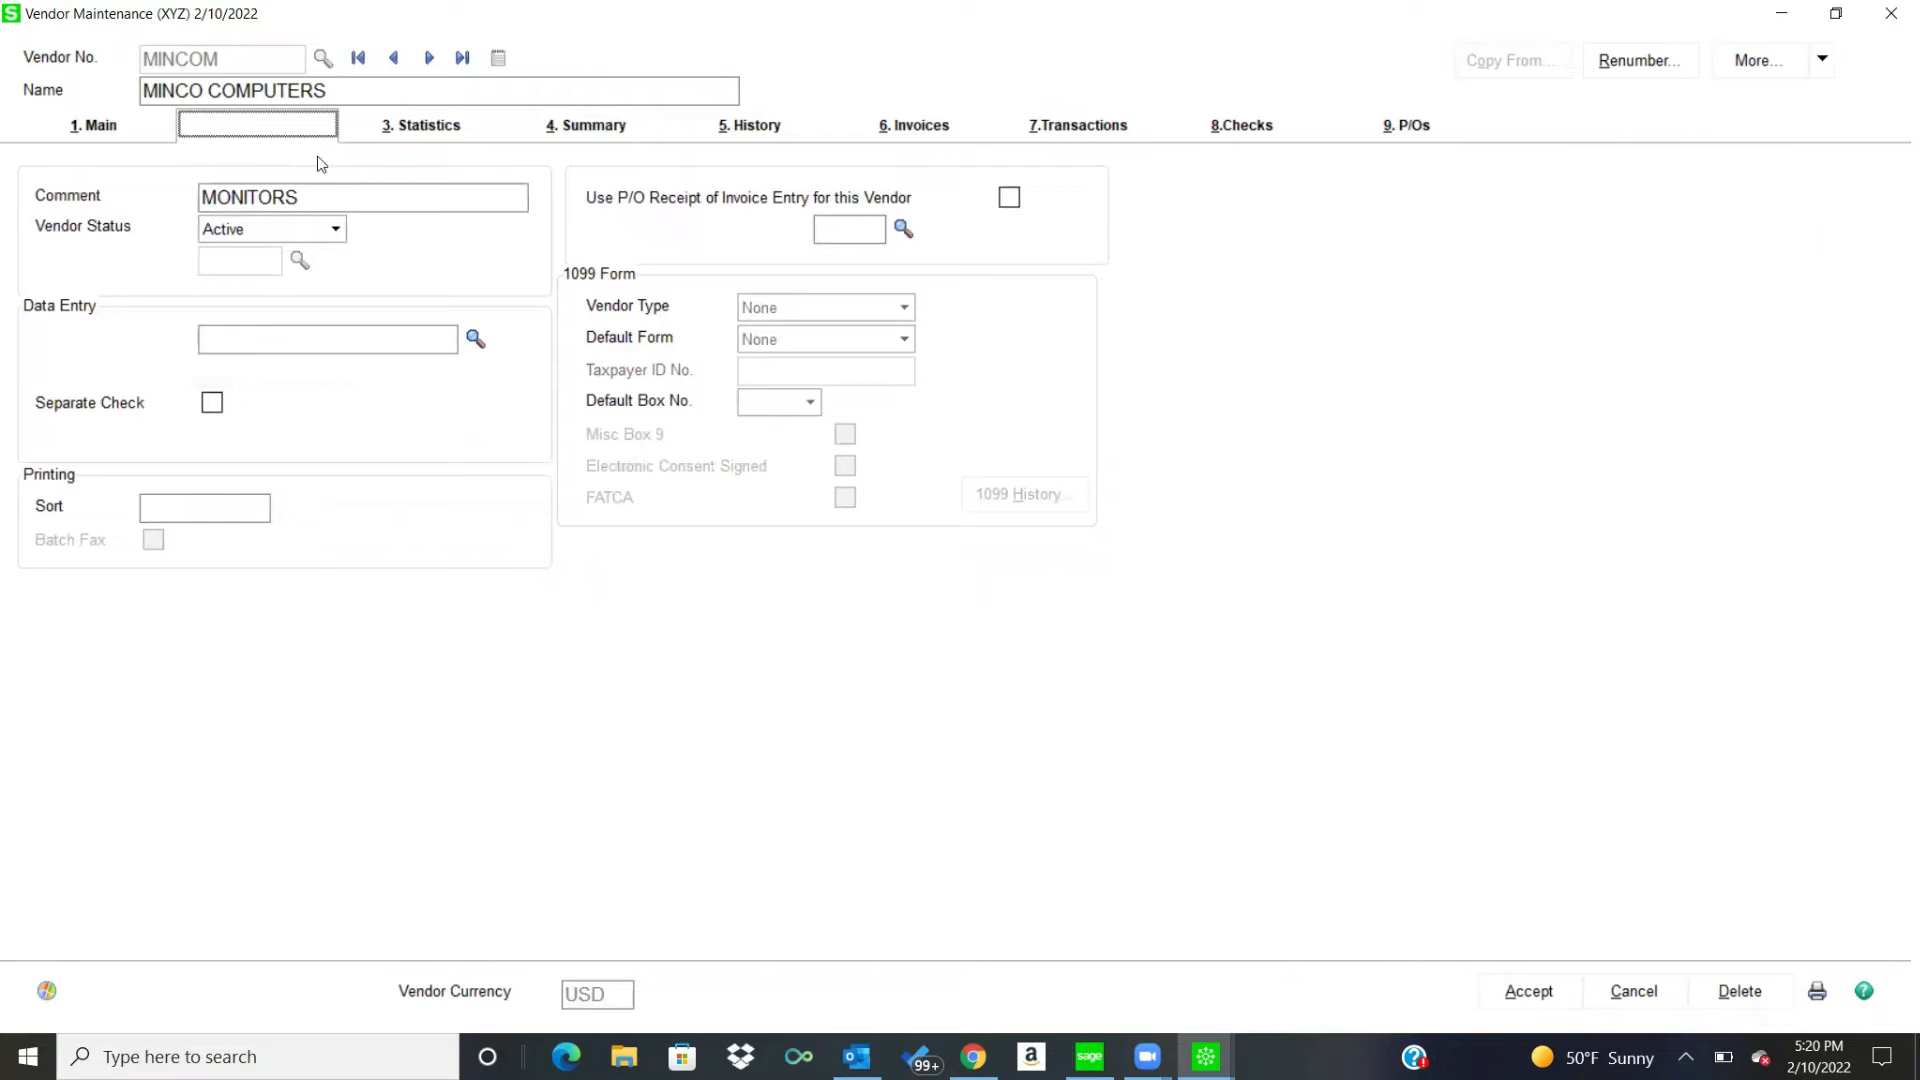 Vendor Maintenance (XYZ) 2/10/2022
Vendor No. MINCOM
Copy From... Renumber... More...
Name MINCO COMPUTERS
1. Main 3. Statistics 4. Summary 5. History 6. Invoices 7.Transactions 8.Checks 9. P/Os
Comment MONITORS
Vendor Status Active
Data Entry
Separate Check
Printing
Sort
Batch Fax
Use P/O Receipt of Invoice Entry for this Vendor
1099 Form
Vendor Type None
Default Form None
Taxpayer ID No.
Default Box No.
Misc Box 9
Electronic Consent Signed
FATCA
1099 History...
Vendor Currency USD
Accept Cancel Delete
Type here to search
99+
a
sage
50°F Sunny
5:20 PM
2/10/2022